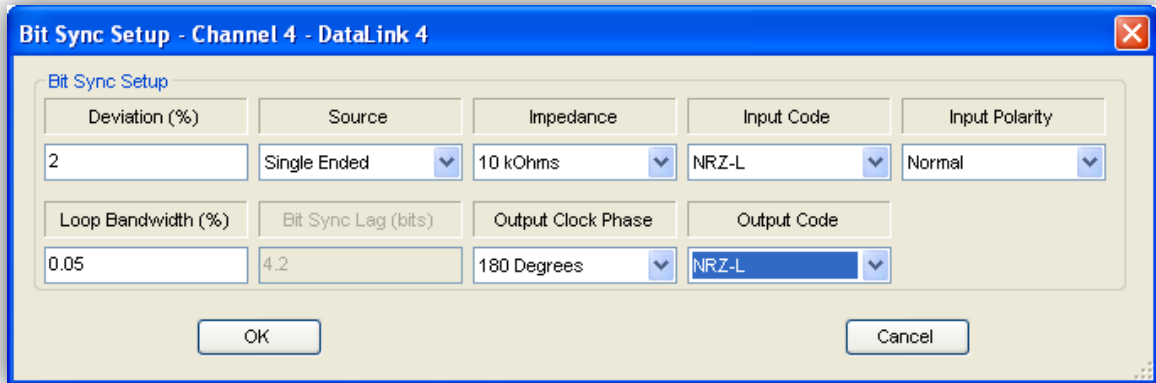 Bit Sync Setup - Channel 4 - DataLink 4
Bit Sync Setup
Deviation (%) Source Impedance Input Code Input Polarity
2 Single Ended 10 kOhms NRZ-L Normal
Loop Bandwidth (%) Bit Sync Lag (bits) Output Clock Phase Output Code
0.05 4.2 180 Degrees NRZ-L
OK Cancel